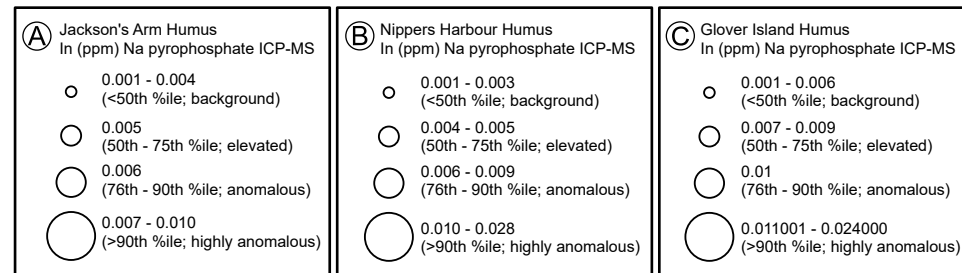 A Jackson's Arm Humus
In (ppm) Na pyrophosphate ICP-MS
0.001 - 0.004
(<50th %ile; background)
0.005
(50th - 75th %ile; elevated)
0.006
(76th - 90th %ile; anomalous)
0.007 - 0.010
(>90th %ile; highly anomalous)
B Nippers Harbour Humus
In (ppm) Na pyrophosphate ICP-MS
0.001 - 0.003
(<50th %ile; background)
0.004 - 0.005
(50th - 75th %ile; elevated)
0.006 - 0.009
(76th - 90th %ile; anomalous)
0.010 - 0.028
(>90th %ile; highly anomalous)
C Glover Island Humus
In (ppm) Na pyrophosphate ICP-MS
0.001 - 0.006
(<50th %ile; background)
0.007 - 0.009
(50th - 75th %ile; elevated)
0.01
(76th - 90th %ile; anomalous)
0.011001 - 0.024000
(>90th %ile; highly anomalous)